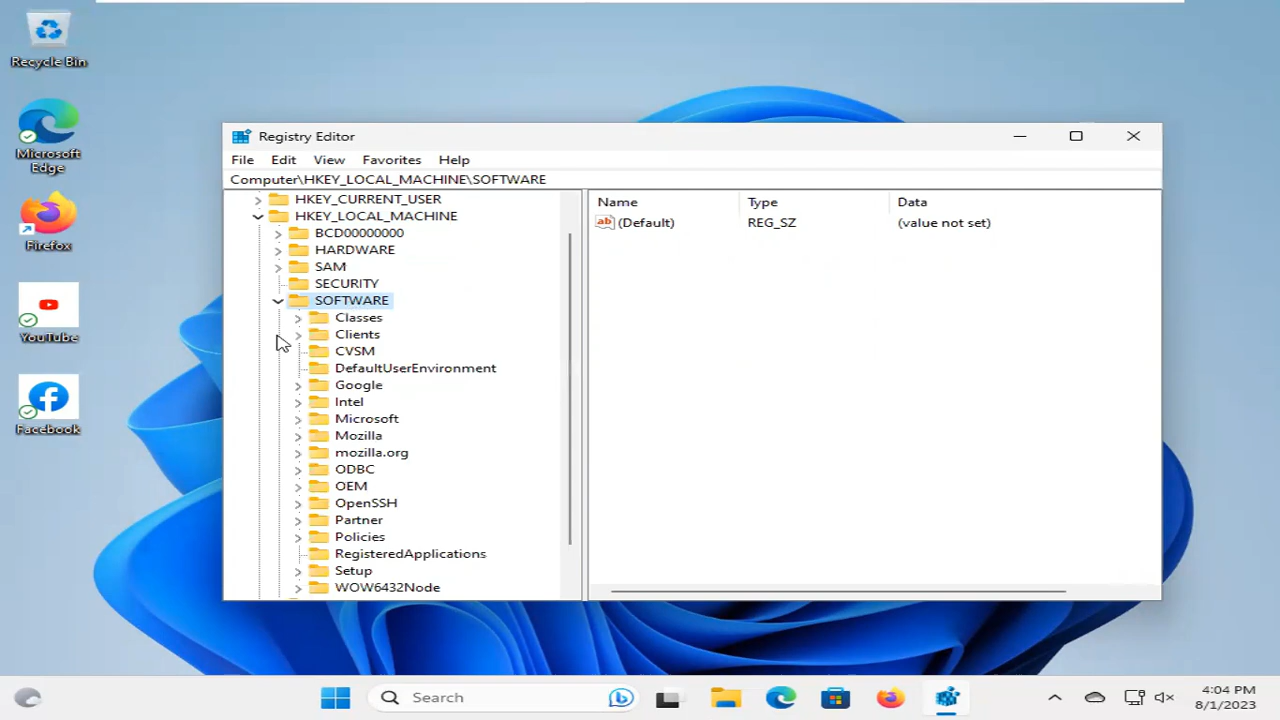 Recycle Bin
Microsoft
Edge
Firefox
YouTube
Facebook
Registry Editor
File Edit View Favorites Help
Computer\HKEY_LOCAL_MACHINE\SOFTWARE
HKEY_CURRENT_USER
HKEY_LOCAL_MACHINE
BCD00000000
HARDWARE
SAM
SECURITY
SOFTWARE
Classes
Clients
CVSM
DefaultUserEnvironment
Google
Intel
Microsoft
Mozilla
mozilla.org
ODBC
OEM
OpenSSH
Partner
Policies
RegisteredApplications
Setup
WOW6432Node
Name Type Data
ab (Default) REG_SZ (value not set)
Search
4:04 PM
8/1/2023